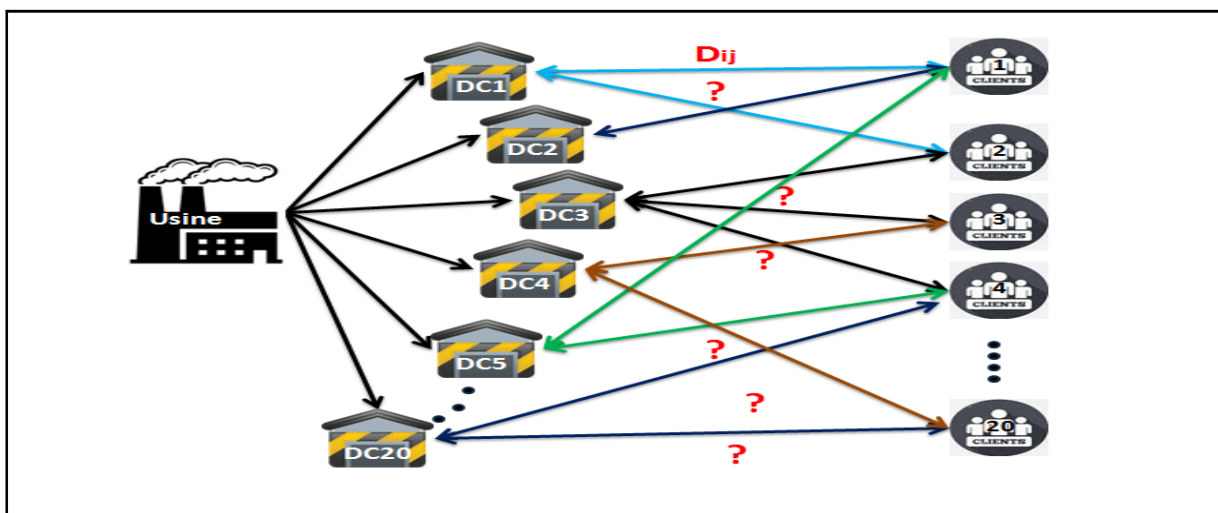 Dij
1
CLIENTS
DC1
?
DC2
2
CLIENTS
?
DC3
Usine
3
CLIENTS
?
DC4
4
CLIENTS
?
DC5
?
20
CLIENTS
DC20
?